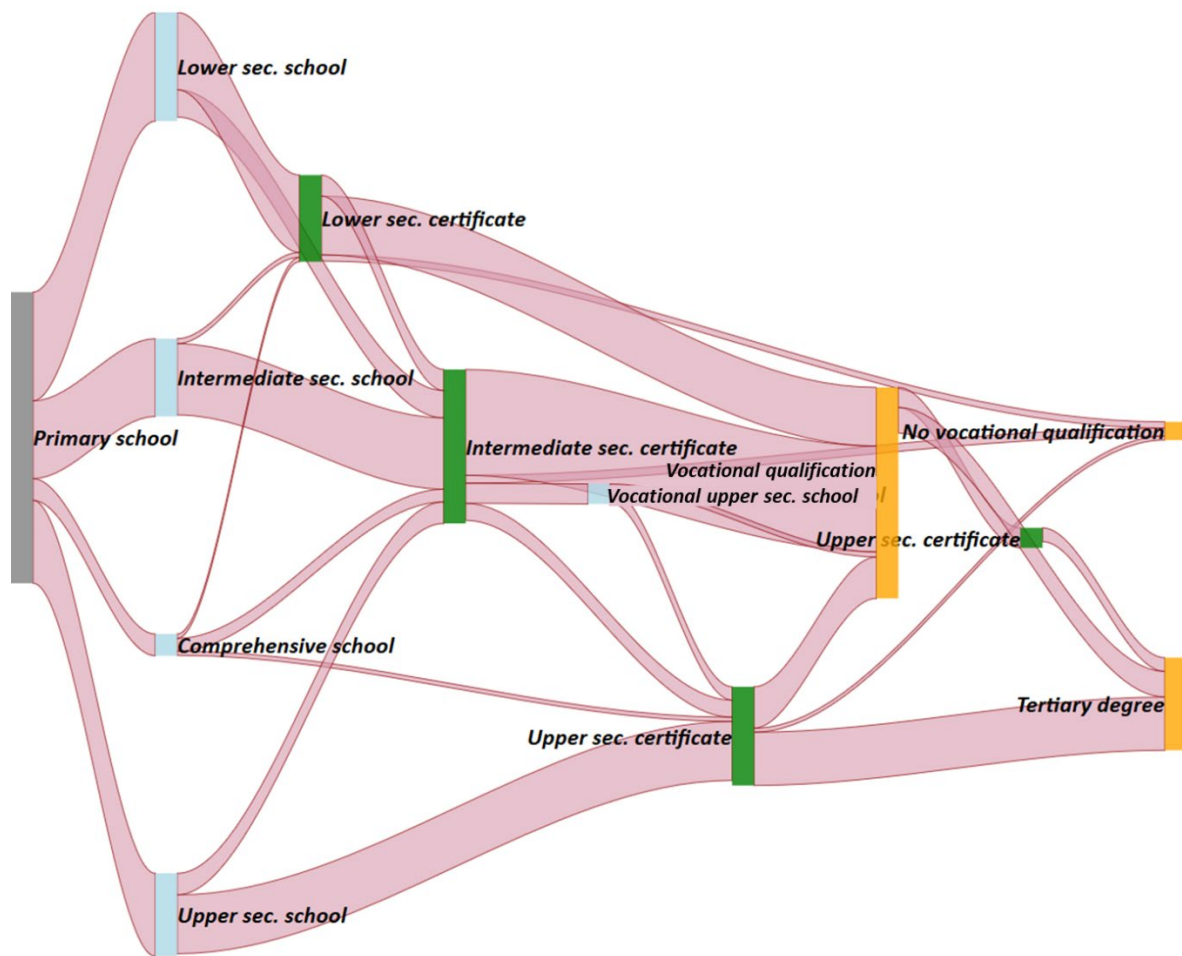 Lower sec. school
Lower sec. certificate
Intermediate sec. school
Primary school
No vocational qualification
Intermediate sec. certificate
Vocational qualification
Vocational upper sec. school
Upper sec. certificate
Comprehensive school
Tertiary degree
Upper sec. certificate
Upper sec. school